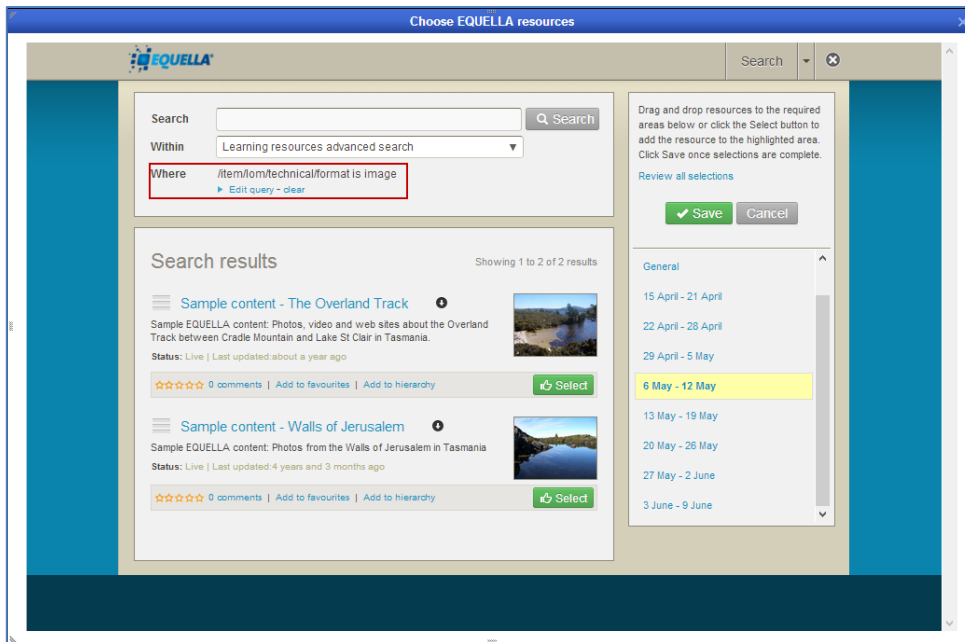 Choose EQUELLA resources
EQUELLA
Search
Search
Search
Within
Learning resources advanced search
Where
/item/lom/technical/format is image
Edit query - clear
Search results
Showing 1 to 2 of 2 results
Sample content - The Overland Track
Sample EQUELLA content: Photos, video and web sites about the Overland
Track between Cradle Mountain and Lake St Clair in Tasmania.
Status: Live | Last updated:about a year ago
0 comments | Add to favourites | Add to hierarchy
Select
Sample content - Walls of Jerusalem
Sample EQUELLA content: Photos from the Walls of Jerusalem in Tasmania
Status: Live | Last updated:4 years and 3 months ago
0 comments | Add to favourites | Add to hierarchy
Select
Drag and drop resources to the required
areas below or click the Select button to
add the resource to the highlighted area.
Click Save once selections are complete.
Review all selections
Save
Cancel
General
15 April - 21 April
22 April - 28 April
29 April - 5 May
6 May - 12 May
13 May - 19 May
20 May - 26 May
27 May - 2 June
3 June - 9 June